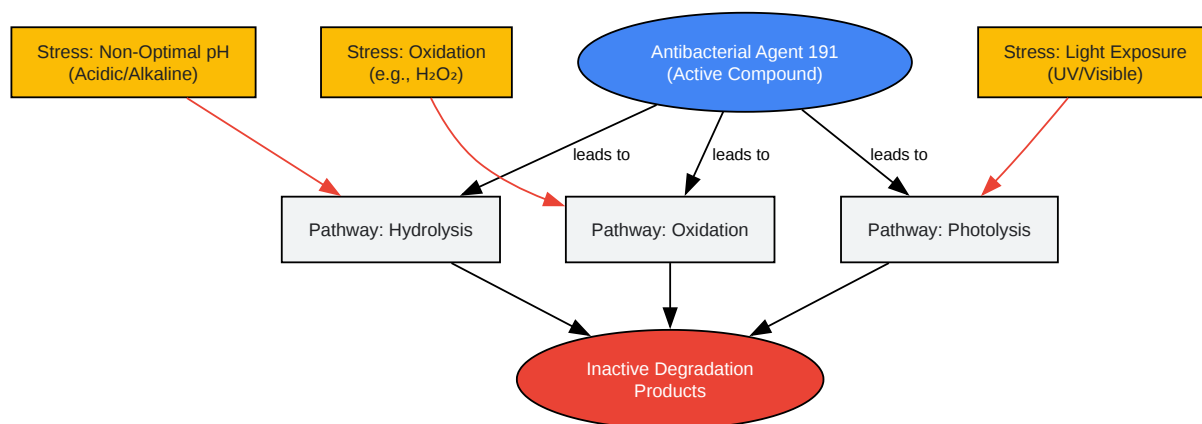 Stress: Non-Optimal pH
(Acidic/Alkaline)
Stress: Oxidation
(e.g., H₂O₂)
Antibacterial Agent 191
(Active Compound)
Stress: Light Exposure
(UV/Visible)
leads to
leads to
leads to
Pathway: Hydrolysis
Pathway: Oxidation
Pathway: Photolysis
Inactive Degradation
Products